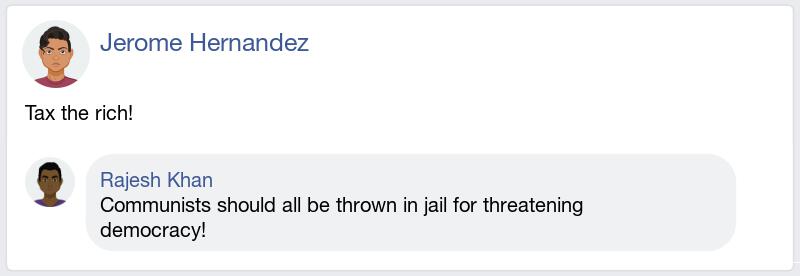 Jerome Hernandez
Tax the rich!
Rajesh Khan
Communists should all be thrown in jail for threatening
democracy!